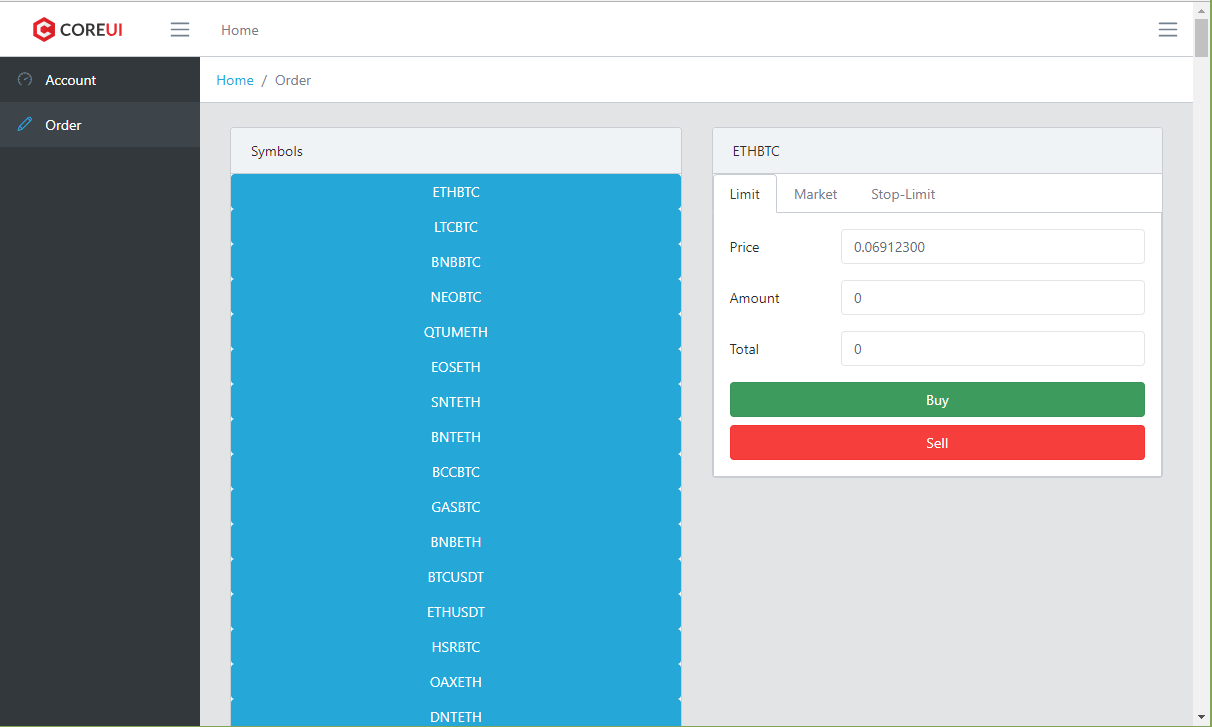 COREUI
Home
Account
Order
Home / Order
Symbols
ETHBTC
LTCBTC
BNBBTC
NEOBTC
QTUMETH
EOSETH
SNTETH
BNTETH
BCCBTC
GASBTC
BNBETH
BTCUSDT
ETHUSDT
HSRBTC
OAXETH
DNTETH
ETHBTC
Limit Market Stop-Limit
Price 0.06912300
Amount 0
Total 0
Buy
Sell